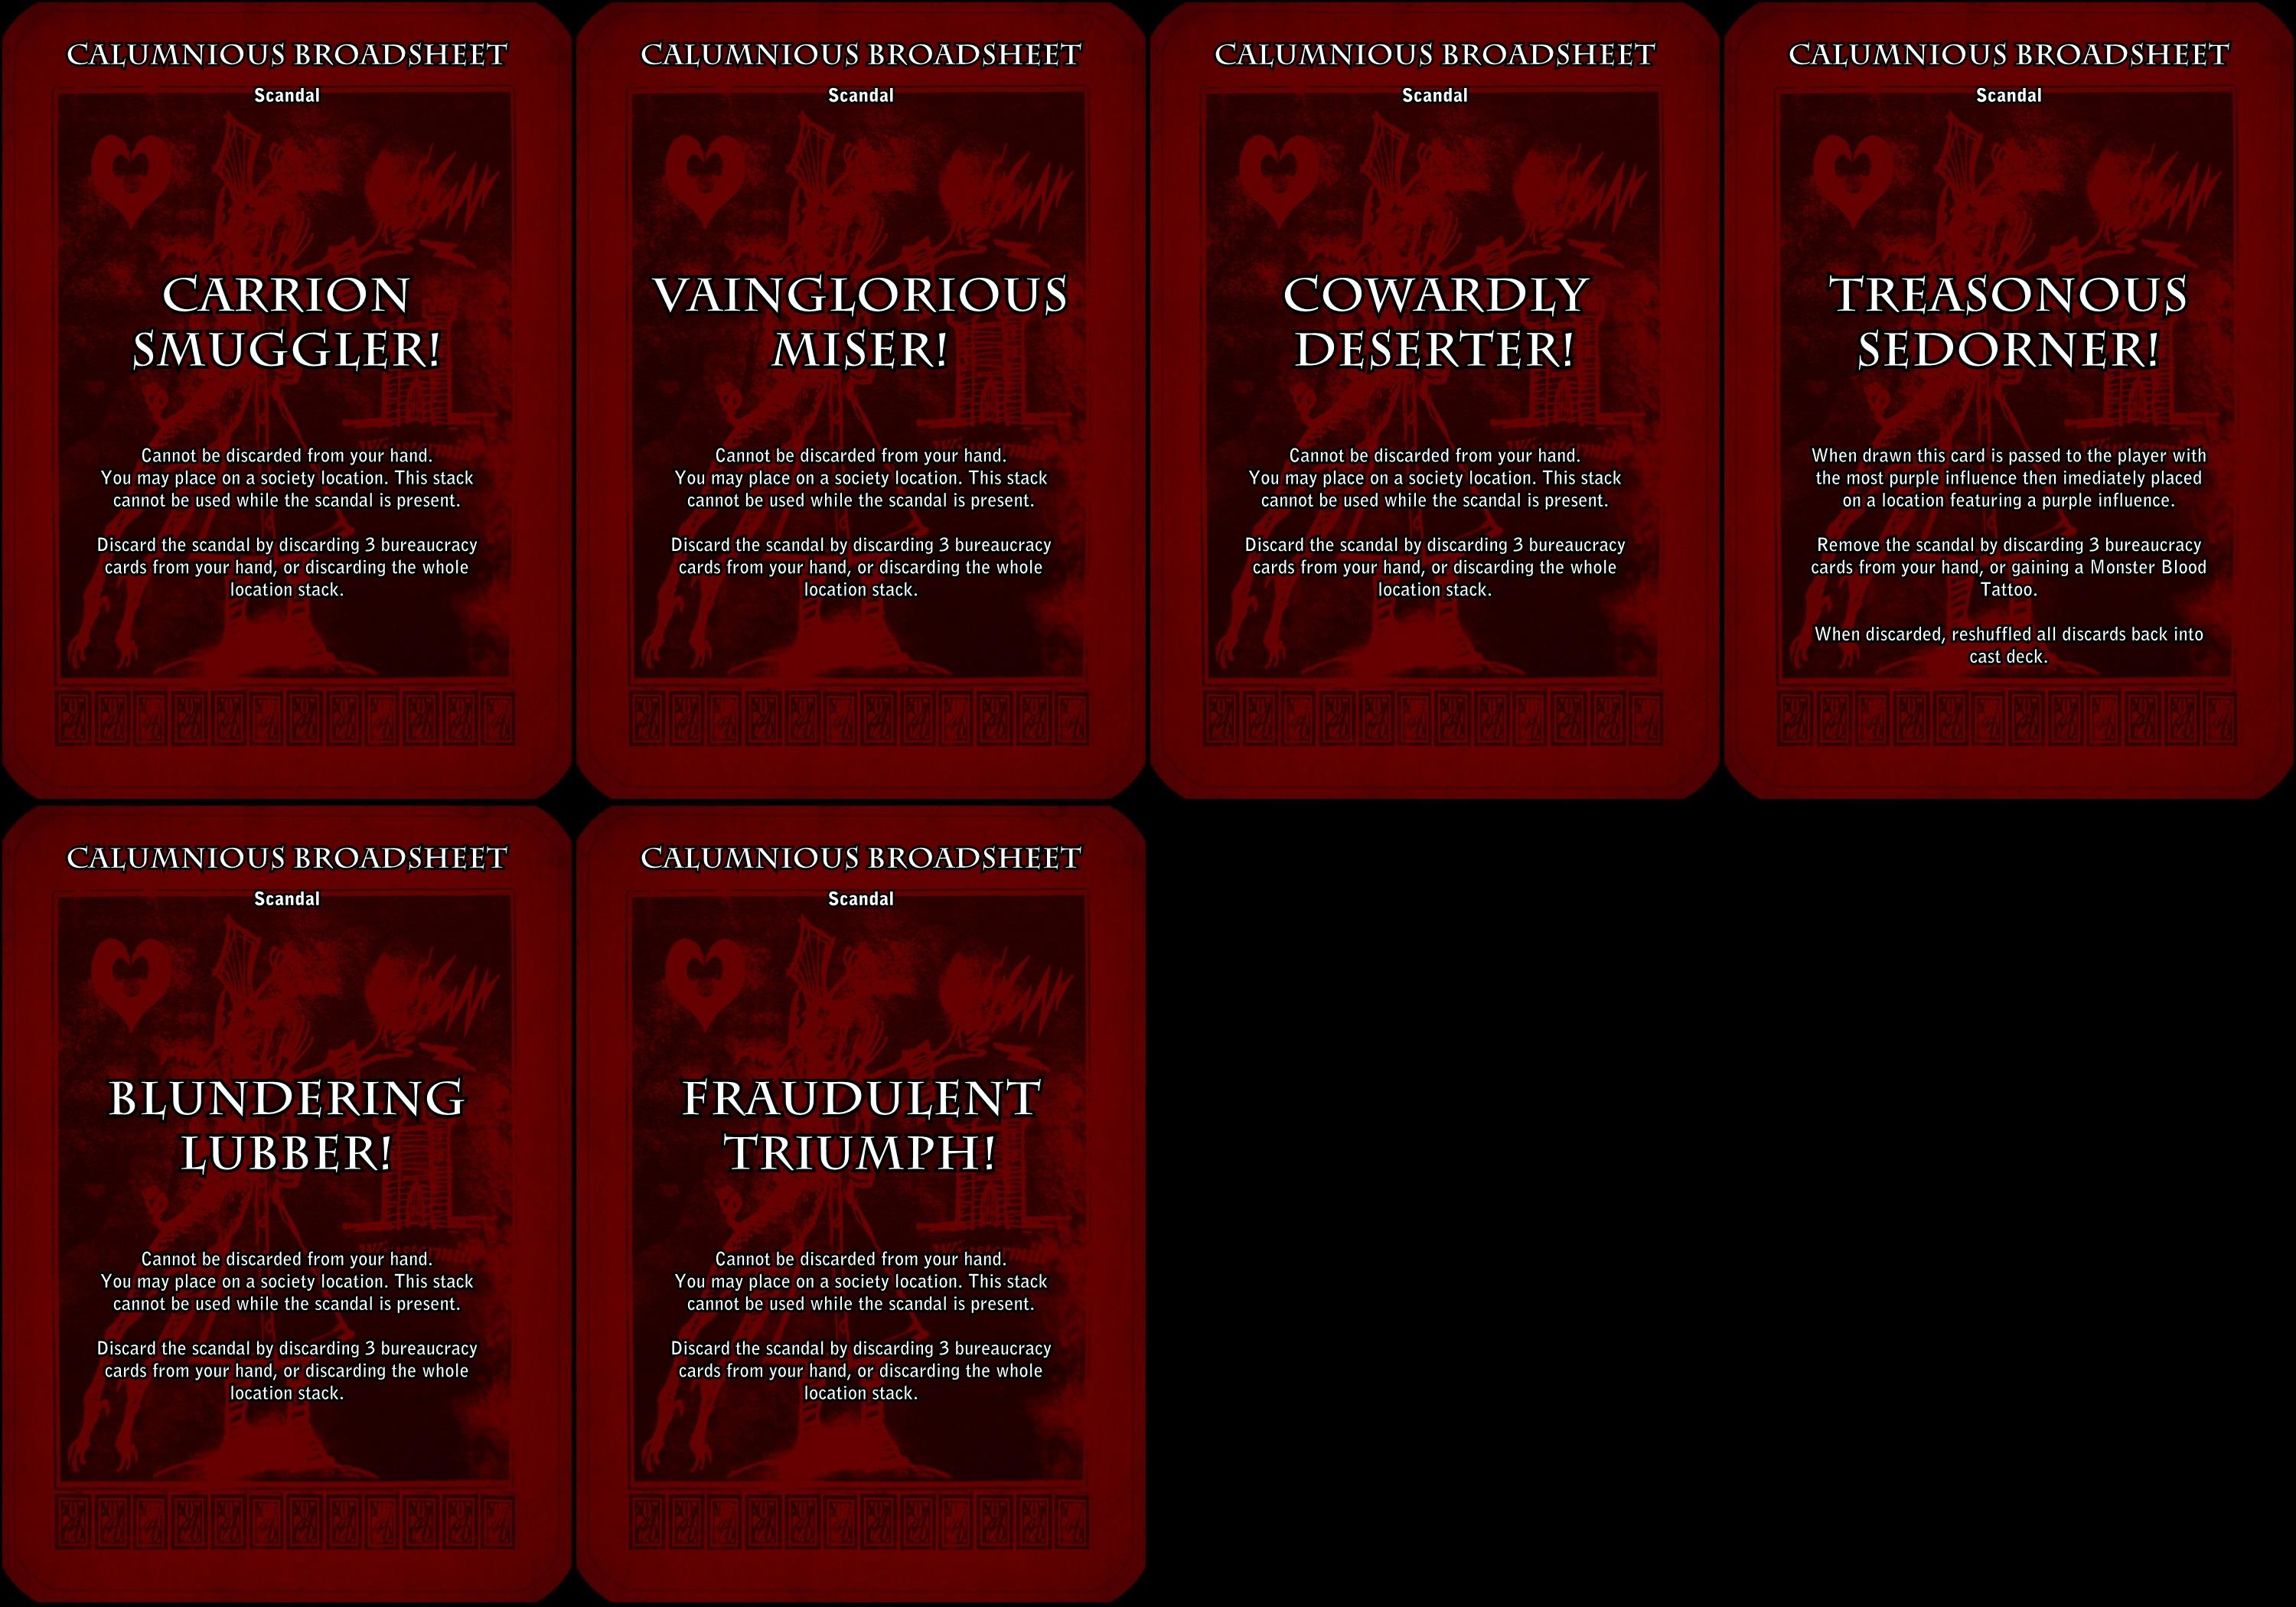 CALUMNIOUS BROADSHEET
Scandal
CARRION
SMUGGLER!
Cannot be discarded from your hand.
You may place on a society location. This stack
cannot be used while the scandal is present.
Discard the scandal by discarding 3 bureaucracy
cards from your hand, or discarding the whole
location stack.
CALUMNIOUS BROADSHEET
Scandal
VAINGLORIOUS
MISER!
Cannot be discarded from your hand.
You may place on a society location. This stack
cannot be used while the scandal is present.
Discard the scandal by discarding 3 bureaucracy
cards from your hand, or discarding the whole
location stack.
CALUMNIOUS BROADSHEET
Scandal
COWARDLY
DESERTER!
Cannot be discarded from your hand.
You may place on a society location. This stack
cannot be used while the scandal is present.
Discard the scandal by discarding 3 bureaucracy
cards from your hand, or discarding the whole
location stack.
CALUMNIOUS BROADSHEET
Scandal
TREASONOUS
SEDORNER!
When drawn this card is passed to the player with
the most purple influence then imediately placed
on a location featuring a purple influence.
Remove the scandal by discarding 3 bureaucracy
cards from your hand, or gaining a Monster Blood
Tattoo.
When discarded, reshuffled all discards back into
cast deck.
CALUMNIOUS BROADSHEET
Scandal
BLUNDERING
LUBBER!
Cannot be discarded from your hand.
You may place on a society location. This stack
cannot be used while the scandal is present.
Discard the scandal by discarding 3 bureaucracy
cards from your hand, or discarding the whole
location stack.
CALUMNIOUS BROADSHEET
Scandal
FRAUDULENT
TRIUMPH!
Cannot be discarded from your hand.
You may place on a society location. This stack
cannot be used while the scandal is present.
Discard the scandal by discarding 3 bureaucracy
cards from your hand, or discarding the whole
location stack.